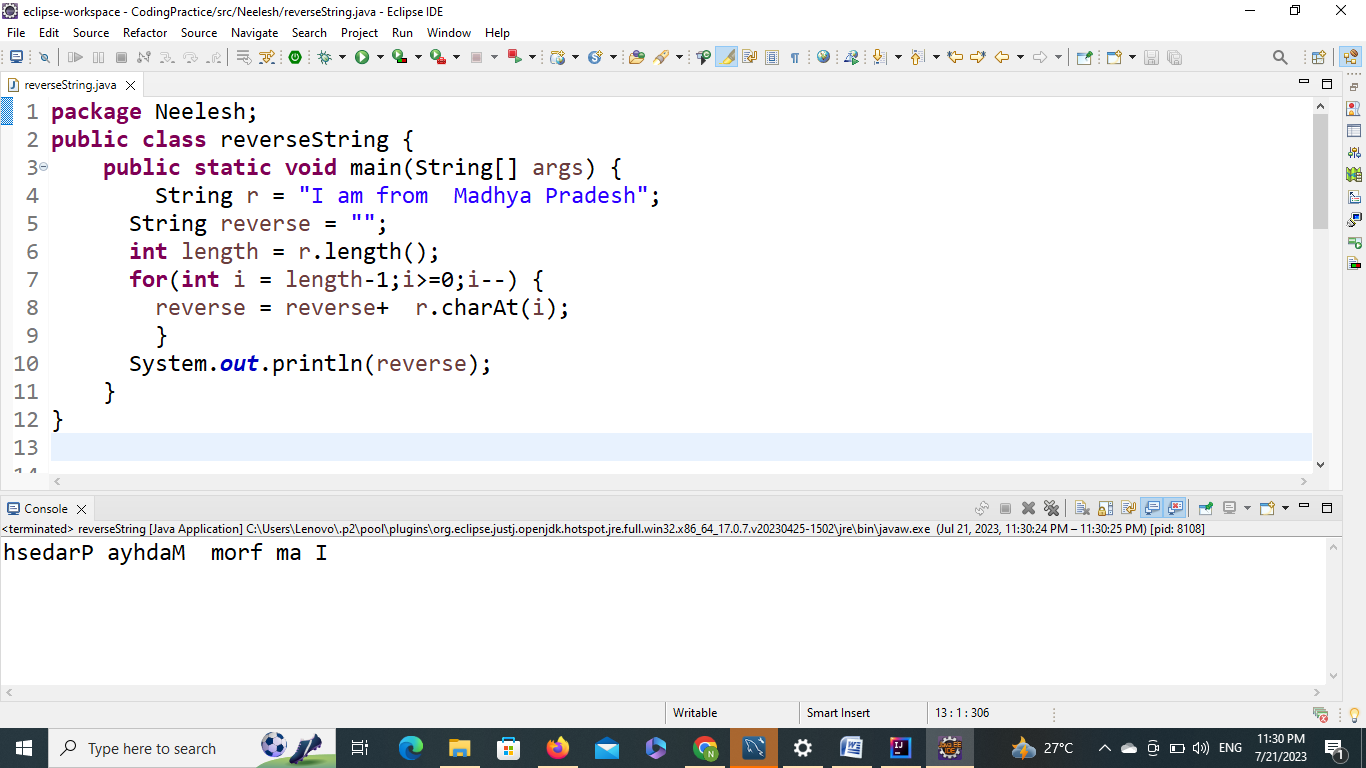 eclipse-workspace - CodingPractice/src/Neelesh/reverseString.java - Eclipse IDE
File Edit Source Refactor Source Navigate Search Project Run Window Help
reverseString.java
1 package Neelesh;
2 public class reverseString {
3 public static void main(String[] args) {
4 String r = "I am from  Madhya Pradesh";
5 String reverse = "";
6 int length = r.length();
7 for(int i = length-1;i>=0;i--) {
8 reverse = reverse+  r.charAt(i);
9 }
10 System.out.println(reverse);
11 }
12 }
13
Console
<terminated> reverseString [Java Application] C:\Users\Lenovo\.p2\pool\plugins\org.eclipse.justj.openjdk.hotspot.jre.full.win32.x86_64_17.0.7.v20230425-1502\jre\bin\javaw.exe (Jul 21, 2023, 11:30:24 PM – 11:30:25 PM) [pid: 8108]
hsedarP ayhdaM  morf ma I
Writable Smart Insert 13 : 1 : 306
Type here to search
27°C ENG 11:30 PM
7/21/2023
1